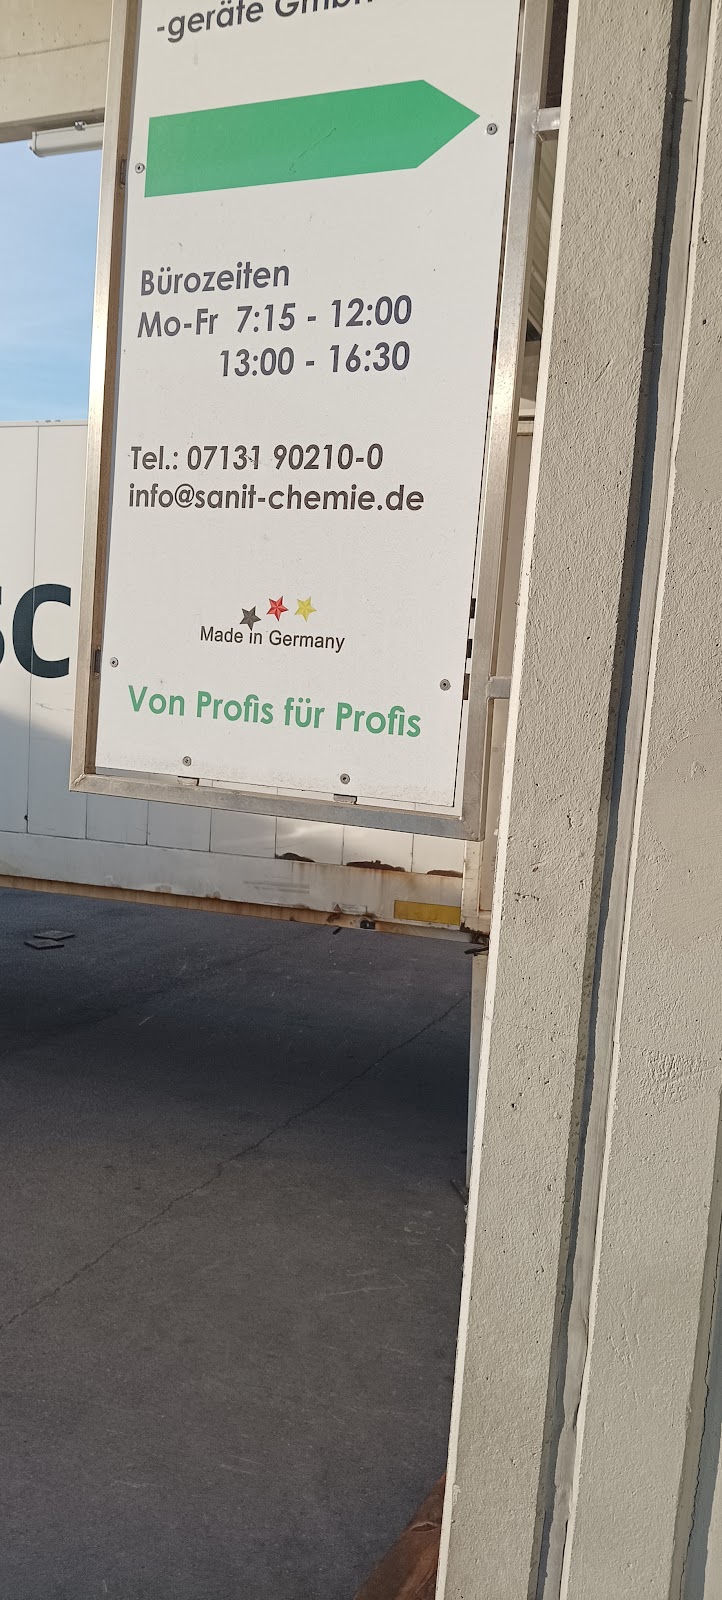 -geräte GmbH
Bürozeiten
Mo-Fr 7:15 - 12:00
13:00 - 16:30
Tel.: 07131 90210-0
info@sanit-chemie.de
Made in Germany
Von Profis für Profis